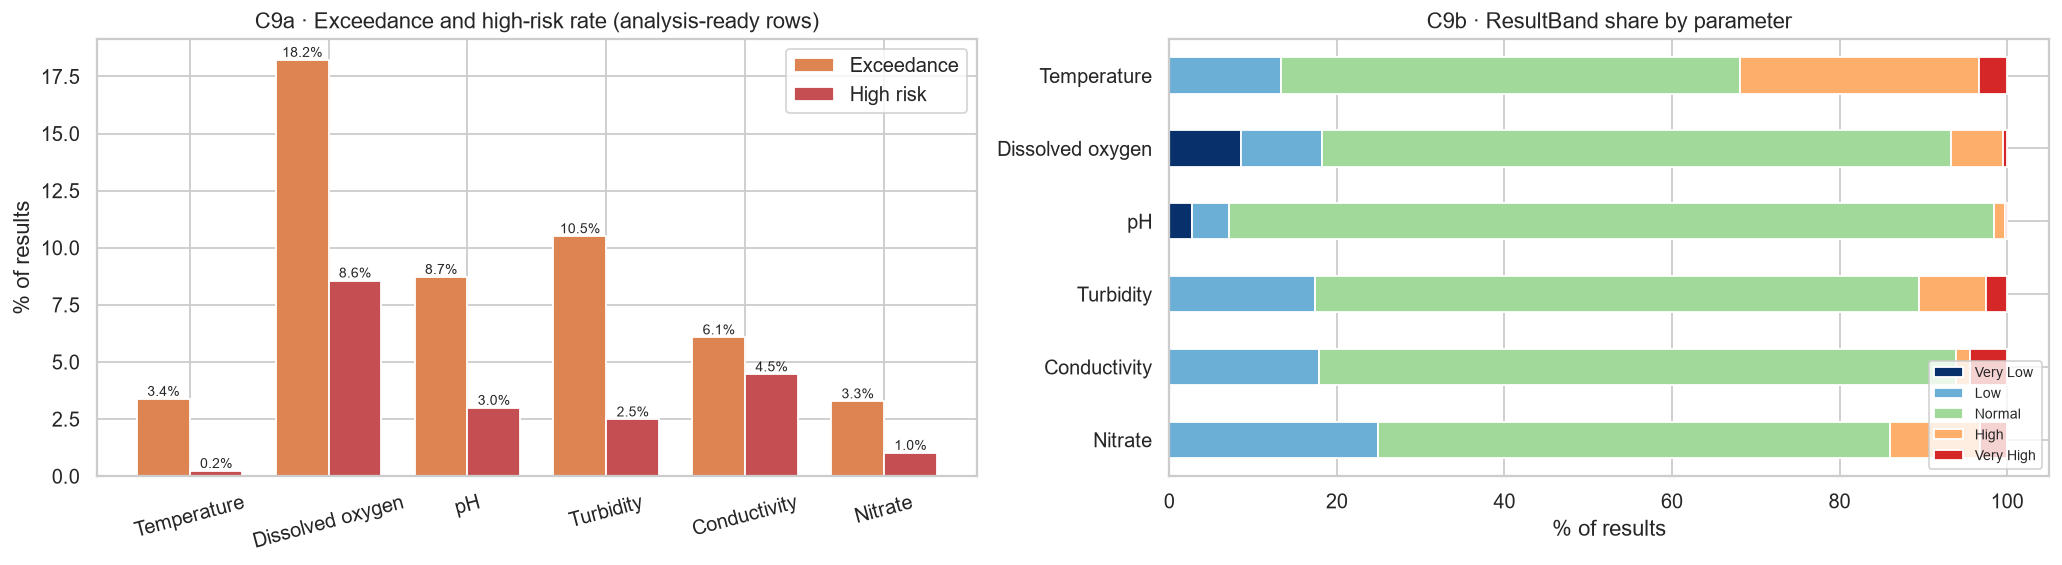 C9a · Exceedance and high-risk rate (analysis-ready rows)
% of results
17.5
15.0
12.5
10.0
7.5
5.0
2.5
0.0
Exceedance
High risk
3.4%
0.2%
18.2%
8.6%
8.7%
3.0%
10.5%
2.5%
6.1%
4.5%
3.3%
1.0%
Temperature
Dissolved oxygen
pH
Turbidity
Conductivity
Nitrate
C9b · ResultBand share by parameter
Temperature
Dissolved oxygen
pH
Turbidity
Conductivity
Nitrate
Very Low
Low
Normal
High
Very High
0 20 40 60 80 100
% of results